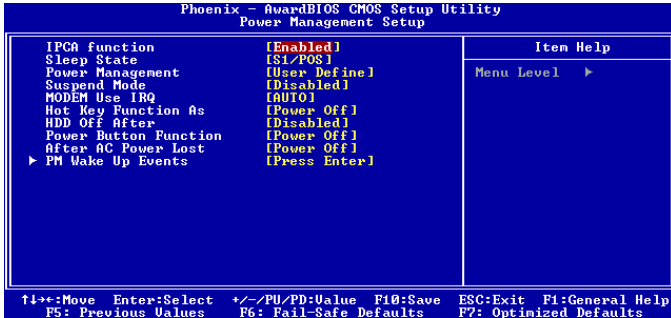 Phoenix - AwardBIOS CMOS Setup Utility
Power Management Setup
IPCA function [Enabled]
Sleep State [S1/POS]
Power Management [User Define]
Suspend Mode [Disabled]
MODEM Use IRQ [AUTO]
Hot Key Function As [Power Off]
HDD Off After [Disabled]
Power Button Function [Power Off]
After AC Power Lost [Power Off]
▶ PM Wake Up Events [Press Enter]
Item Help
Menu Level ▶
↑↓→←:Move Enter:Select +/-/PU/PD:Value F10:Save ESC:Exit F1:General Help
F5: Previous Values F6: Fail-Safe Defaults F7: Optimized Defaults